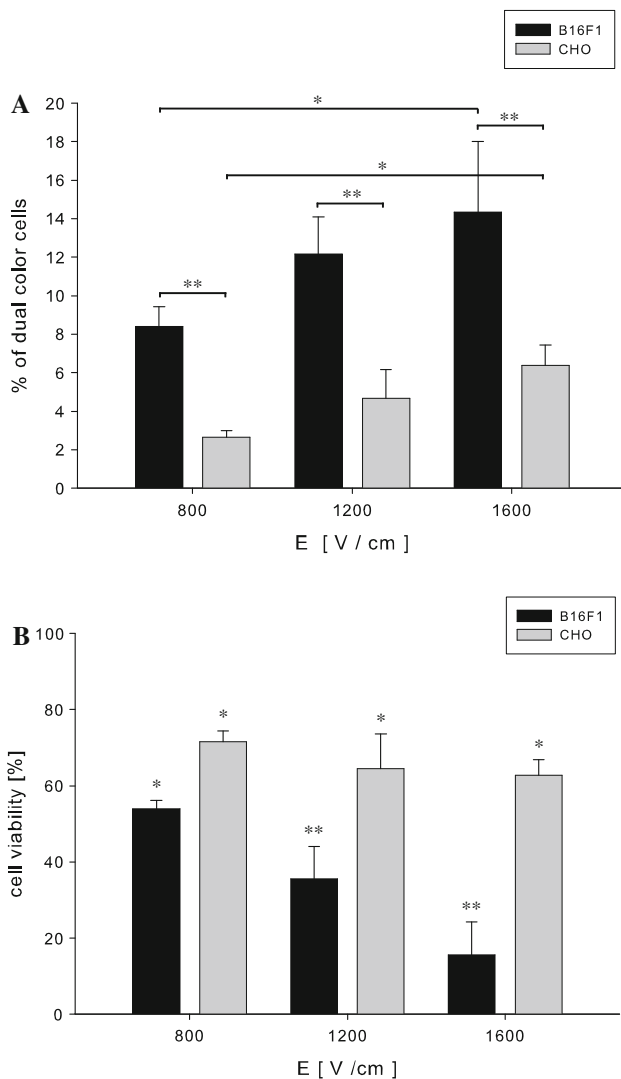 B16F1
CHO
A
*
**
*
**
**
20
18
16
14
12
10
8
6
4
2
0
% of dual color cells
800 1200 1600
E [ V / cm ]
B16F1
CHO
B
100
80
60
40
20
0
cell viability [%]
*
*
*
*
**
**
800 1200 1600
E [ V /cm ]